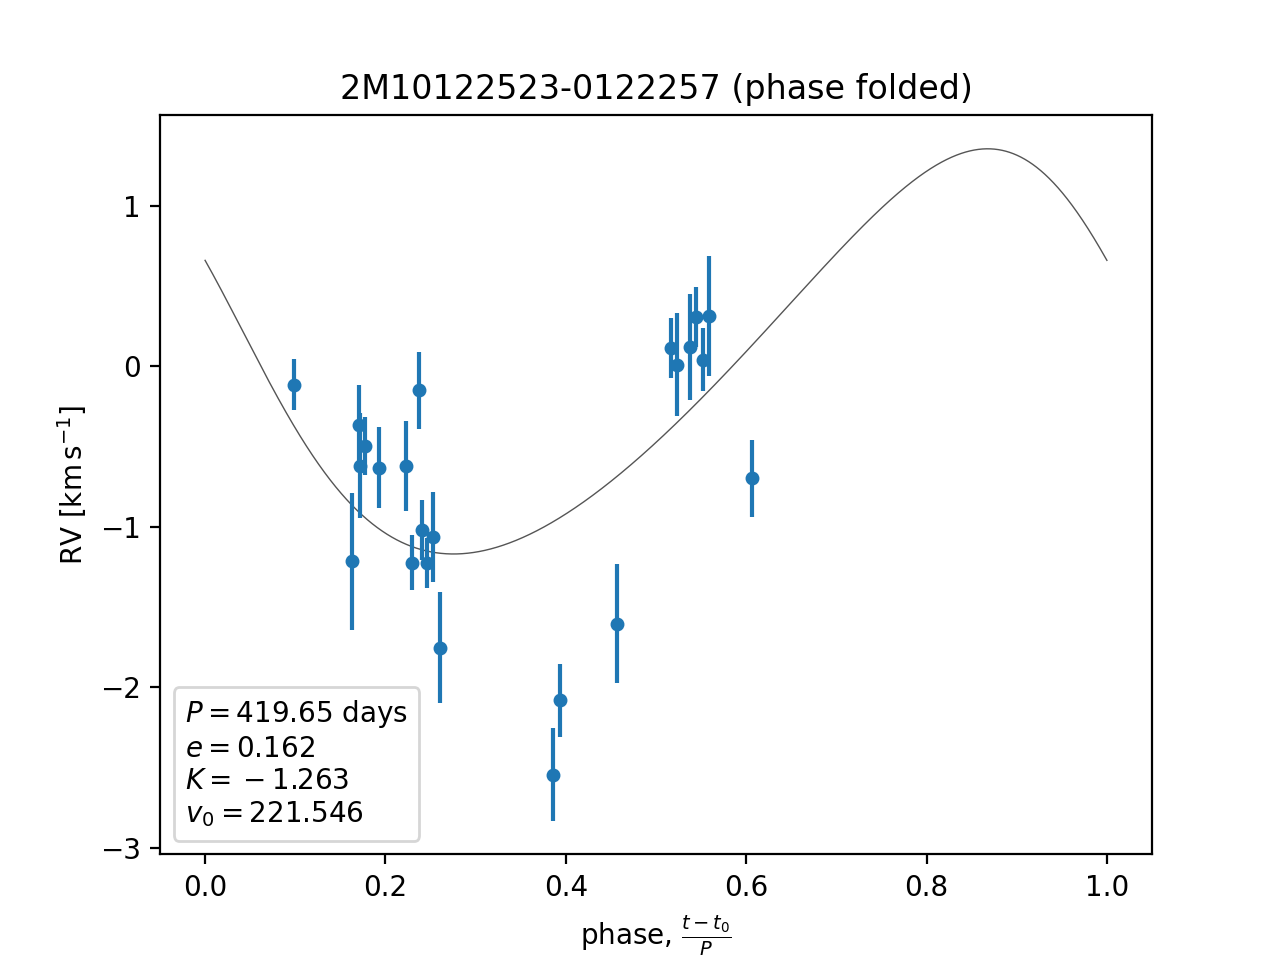 2M10122523-0122257 (phase folded)
RV [km s⁻¹]
1
0
−1
−2
−3
P = 419.65 days
e = 0.162
K = −1.263
v₀ = 221.546
0.0 0.2 0.4 0.6 0.8 1.0
phase, (t − t₀)/P